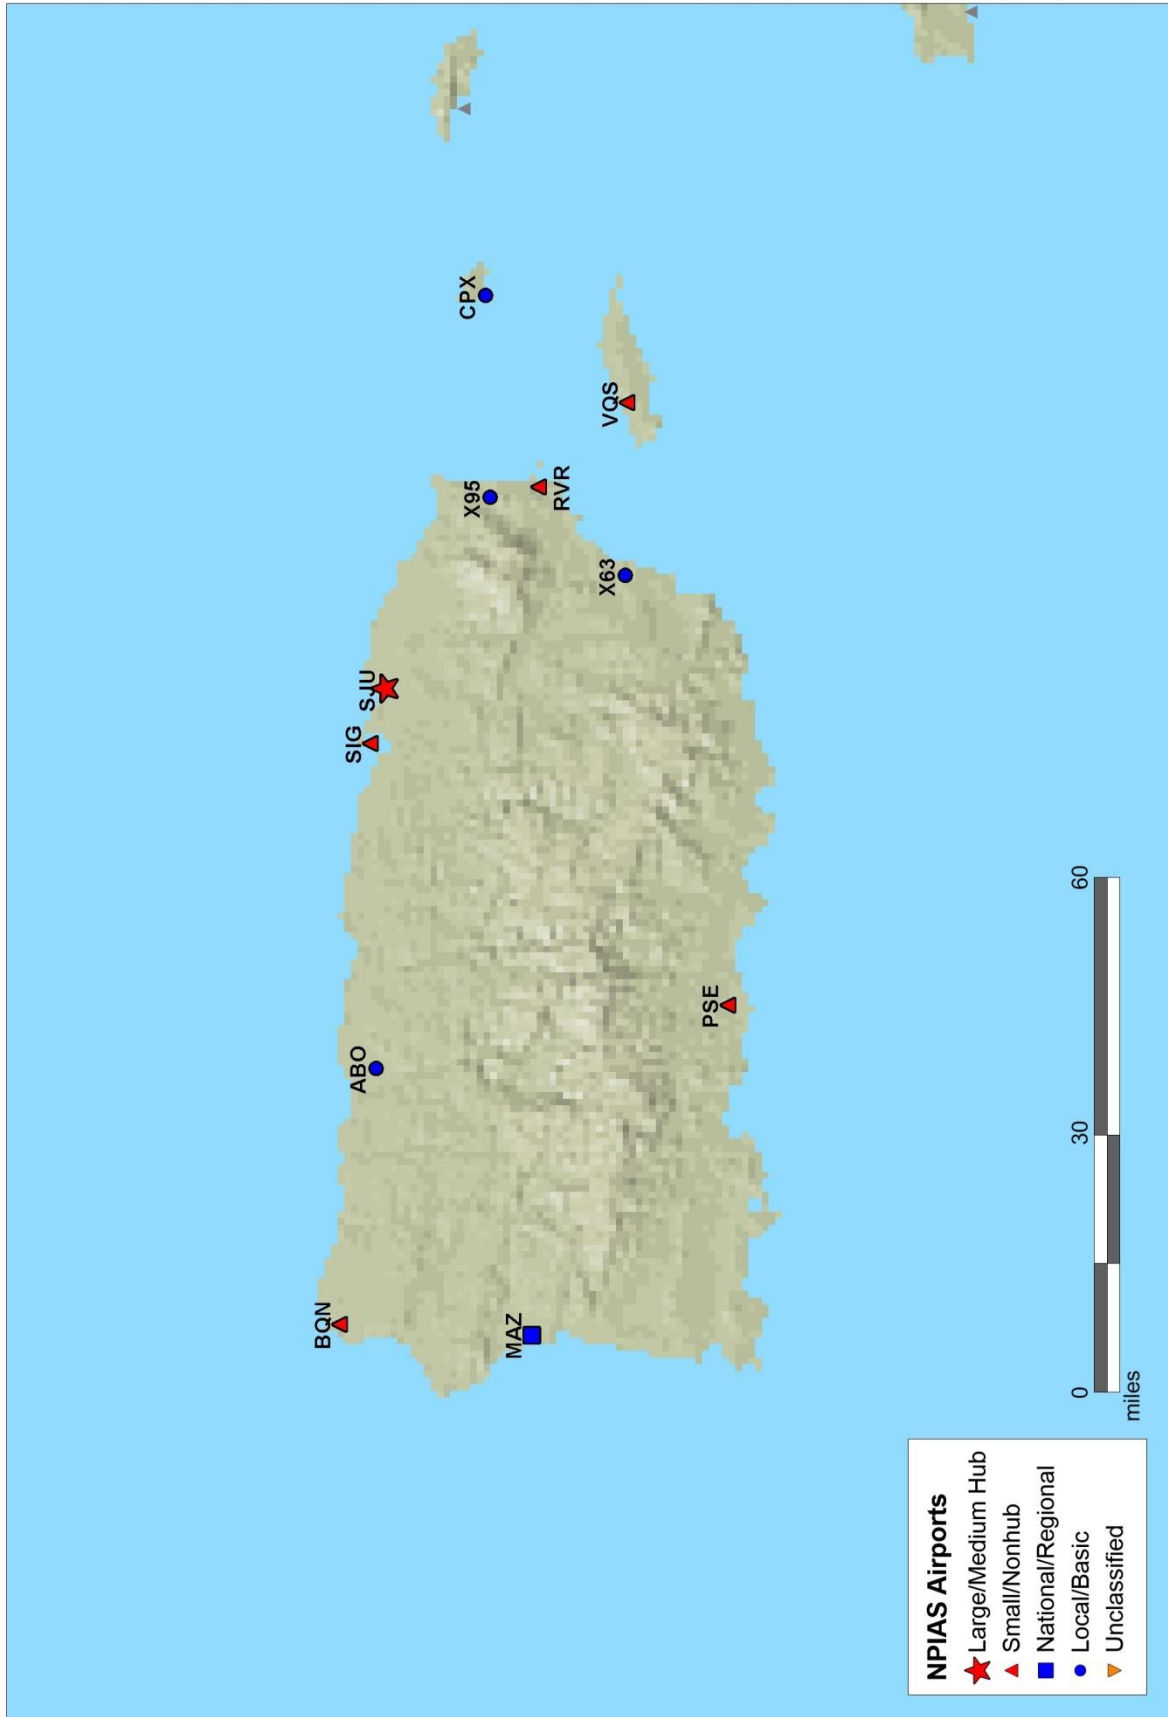 BQN
ABO
SIG
SJU
CPX
MAZ
X95
RVR
VQS
X63
PSE
NPIAS Airports
Large/Medium Hub
Small/Nonhub
National/Regional
Local/Basic
Unclassified
0 30 60
miles